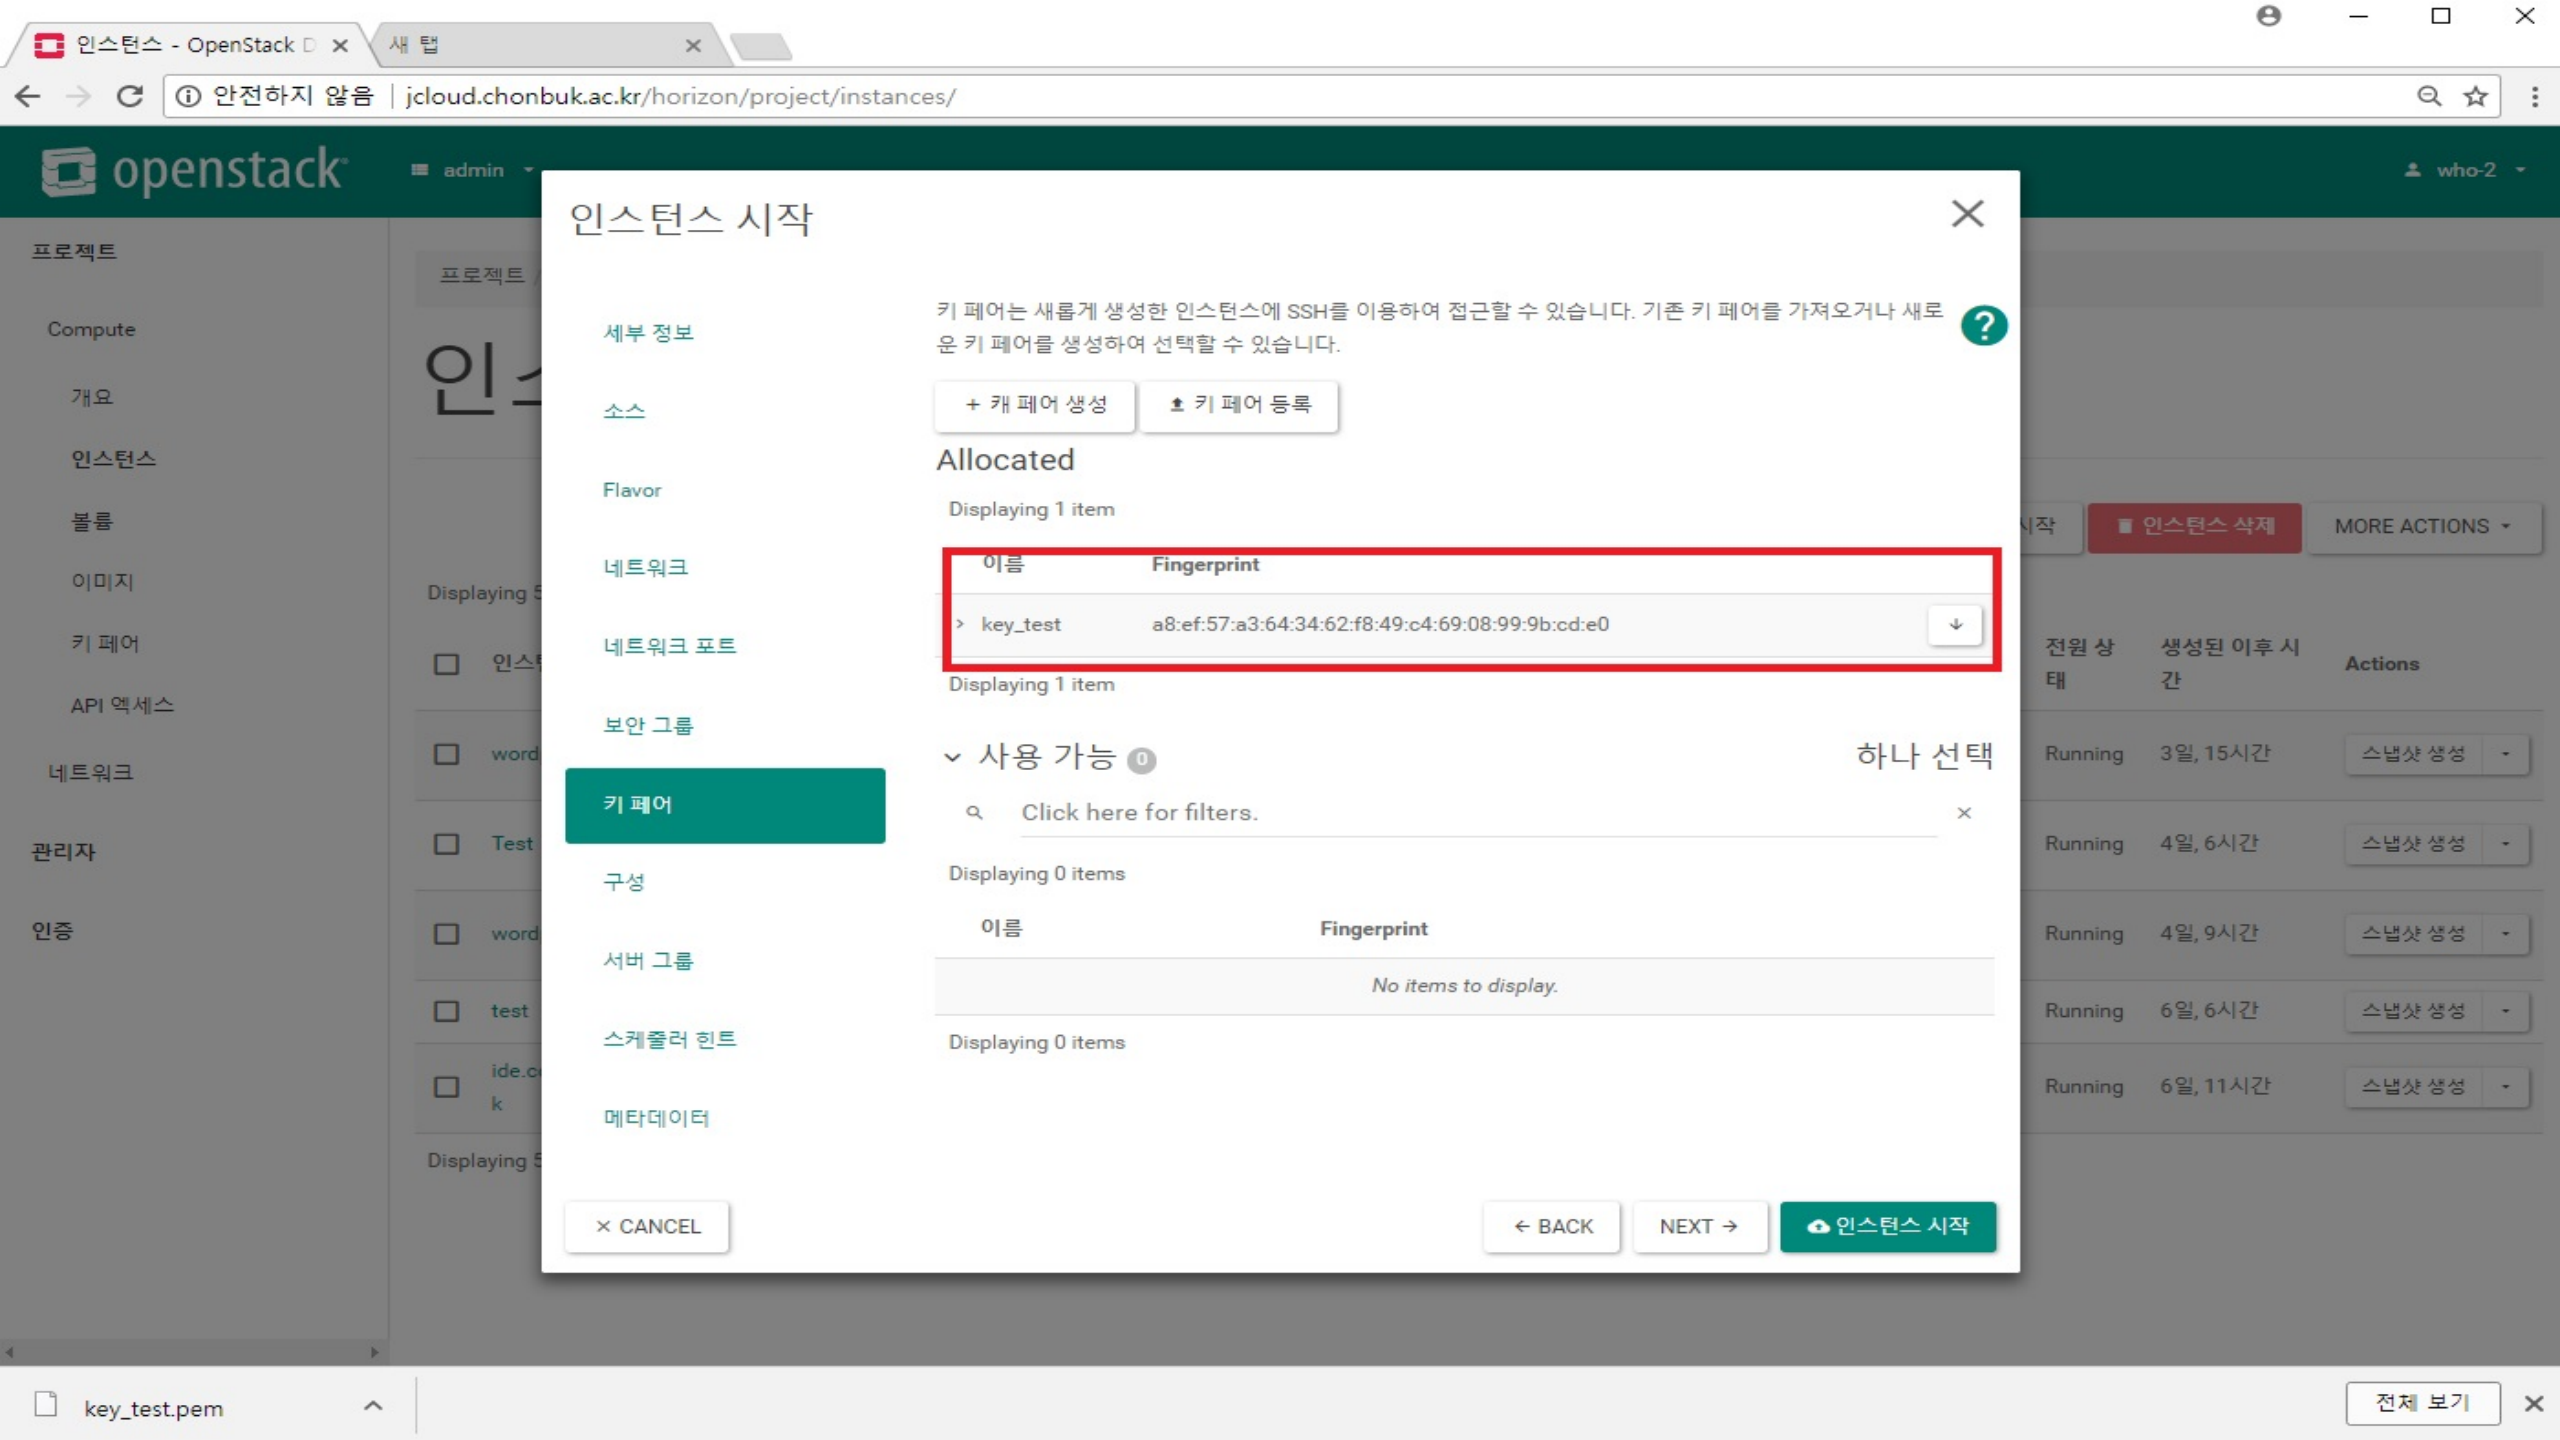 인스턴스 - OpenStack D
새 탭
안전하지 않음 | jcloud.chonbuk.ac.kr/horizon/project/instances/
openstack
admin
who-2
프로젝트
Compute
개요
인스턴스
볼륨
이미지
키 페어
API 엑세스
네트워크
관리자
인증
프로젝트 /
인스
Displaying 5
인스턴
word
Test
word
test
ide.co
k
Displaying 5
인스턴스 시작
세부 정보
소스
Flavor
네트워크
네트워크 포트
보안 그룹
키 페어
구성
서버 그룹
스케줄러 힌트
메타데이터
키 페어는 새롭게 생성한 인스턴스에 SSH를 이용하여 접근할 수 있습니다. 기존 키 페어를 가져오거나 새로
운 키 페어를 생성하여 선택할 수 있습니다.
?
+ 캐 페어 생성
키 페어 등록
Allocated
Displaying 1 item
이름 Fingerprint
> key_test a8:ef:57:a3:64:34:62:f8:49:c4:69:08:99:9b:cd:e0
Displaying 1 item
사용 가능 0
하나 선택
Click here for filters.
Displaying 0 items
이름 Fingerprint
No items to display.
Displaying 0 items
× CANCEL
← BACK
NEXT →
인스턴스 시작
시작
인스턴스 삭제
MORE ACTIONS
전원 상
태
생성된 이후 시
간
Actions
Running 3일, 15시간 스냅샷 생성
Running 4일, 6시간 스냅샷 생성
Running 4일, 9시간 스냅샷 생성
Running 6일, 6시간 스냅샷 생성
Running 6일, 11시간 스냅샷 생성
key_test.pem
전체 보기